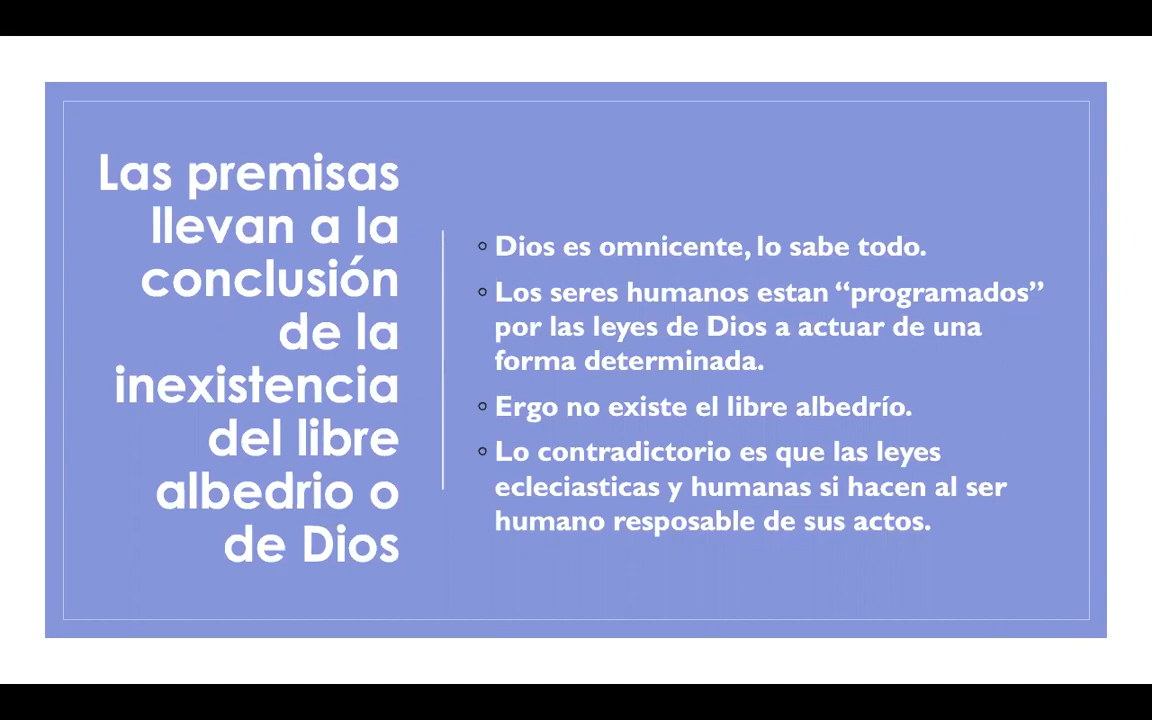 Las premisas
llevan a la
conclusión
de la
inexistencia
del libre
albedrio o
de Dios
◦ Dios es omnicente, lo sabe todo.
◦ Los seres humanos estan “programados”
por las leyes de Dios a actuar de una
forma determinada.
◦ Ergo no existe el libre albedrío.
◦ Lo contradictorio es que las leyes
ecleciasticas y humanas si hacen al ser
humano resposable de sus actos.